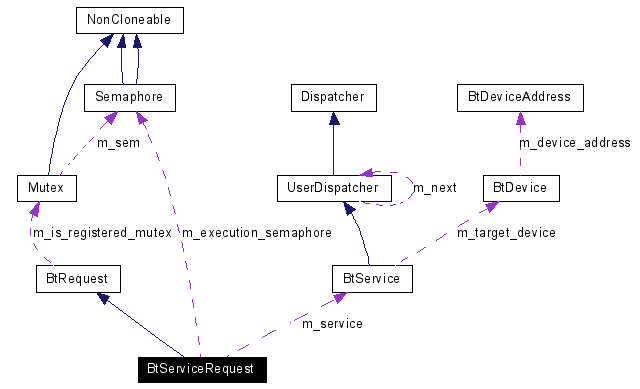 NonCloneable
Semaphore
Dispatcher
BtDeviceAddress
m_sem
m_device_address
Mutex
UserDispatcher
m_next
BtDevice
m_is_registered_mutex
m_execution_semaphore
m_target_device
BtRequest
BtService
m_service
BtServiceRequest